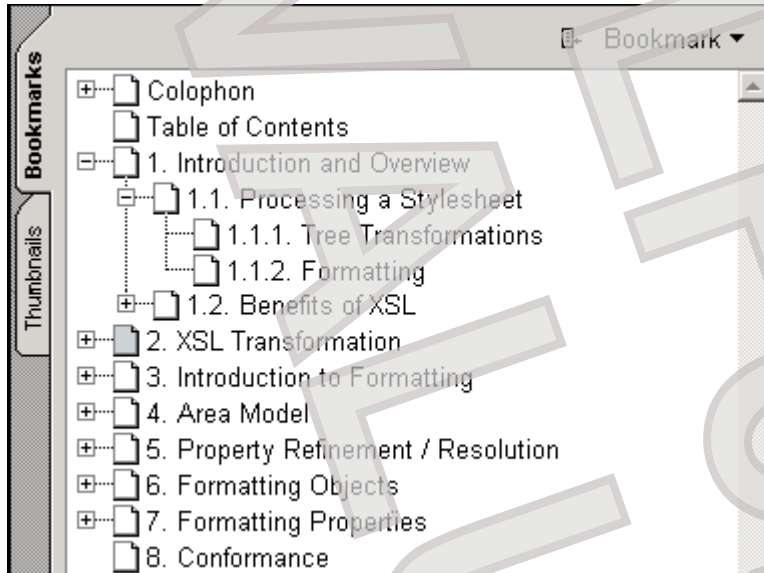 Bookmark
Bookmarks
Thumbnails
Colophon
Table of Contents
1. Introduction and Overview
1.1. Processing a Stylesheet
1.1.1. Tree Transformations
1.1.2. Formatting
1.2. Benefits of XSL
2. XSL Transformation
3. Introduction to Formatting
4. Area Model
5. Property Refinement / Resolution
6. Formatting Objects
7. Formatting Properties
8. Conformance